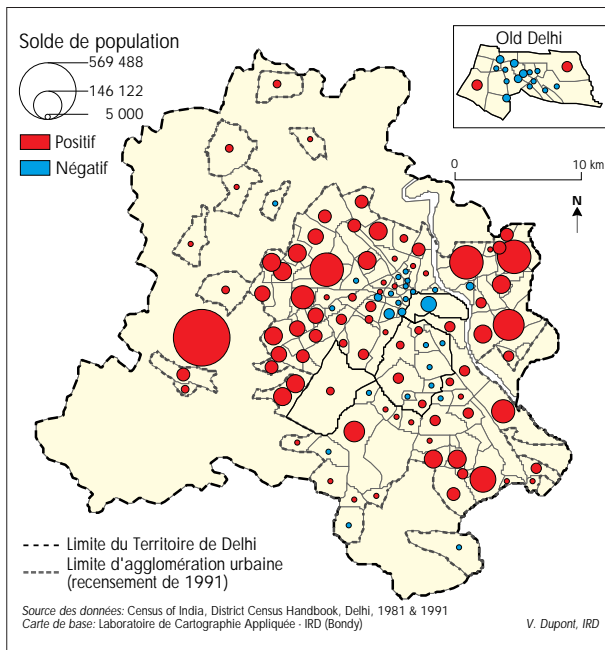 Solde de population
569 488
146 122
5 000
Positif
Négatif
Old Delhi
0 10 km
N
Limite du Territoire de Delhi
Limite d'agglomération urbaine
(recensement de 1991)
Source des données: Census of India, District Census Handbook, Delhi, 1981 & 1991
Carte de base: Laboratoire de Cartographie Appliquée - IRD (Bondy)
V. Dupont, IRD